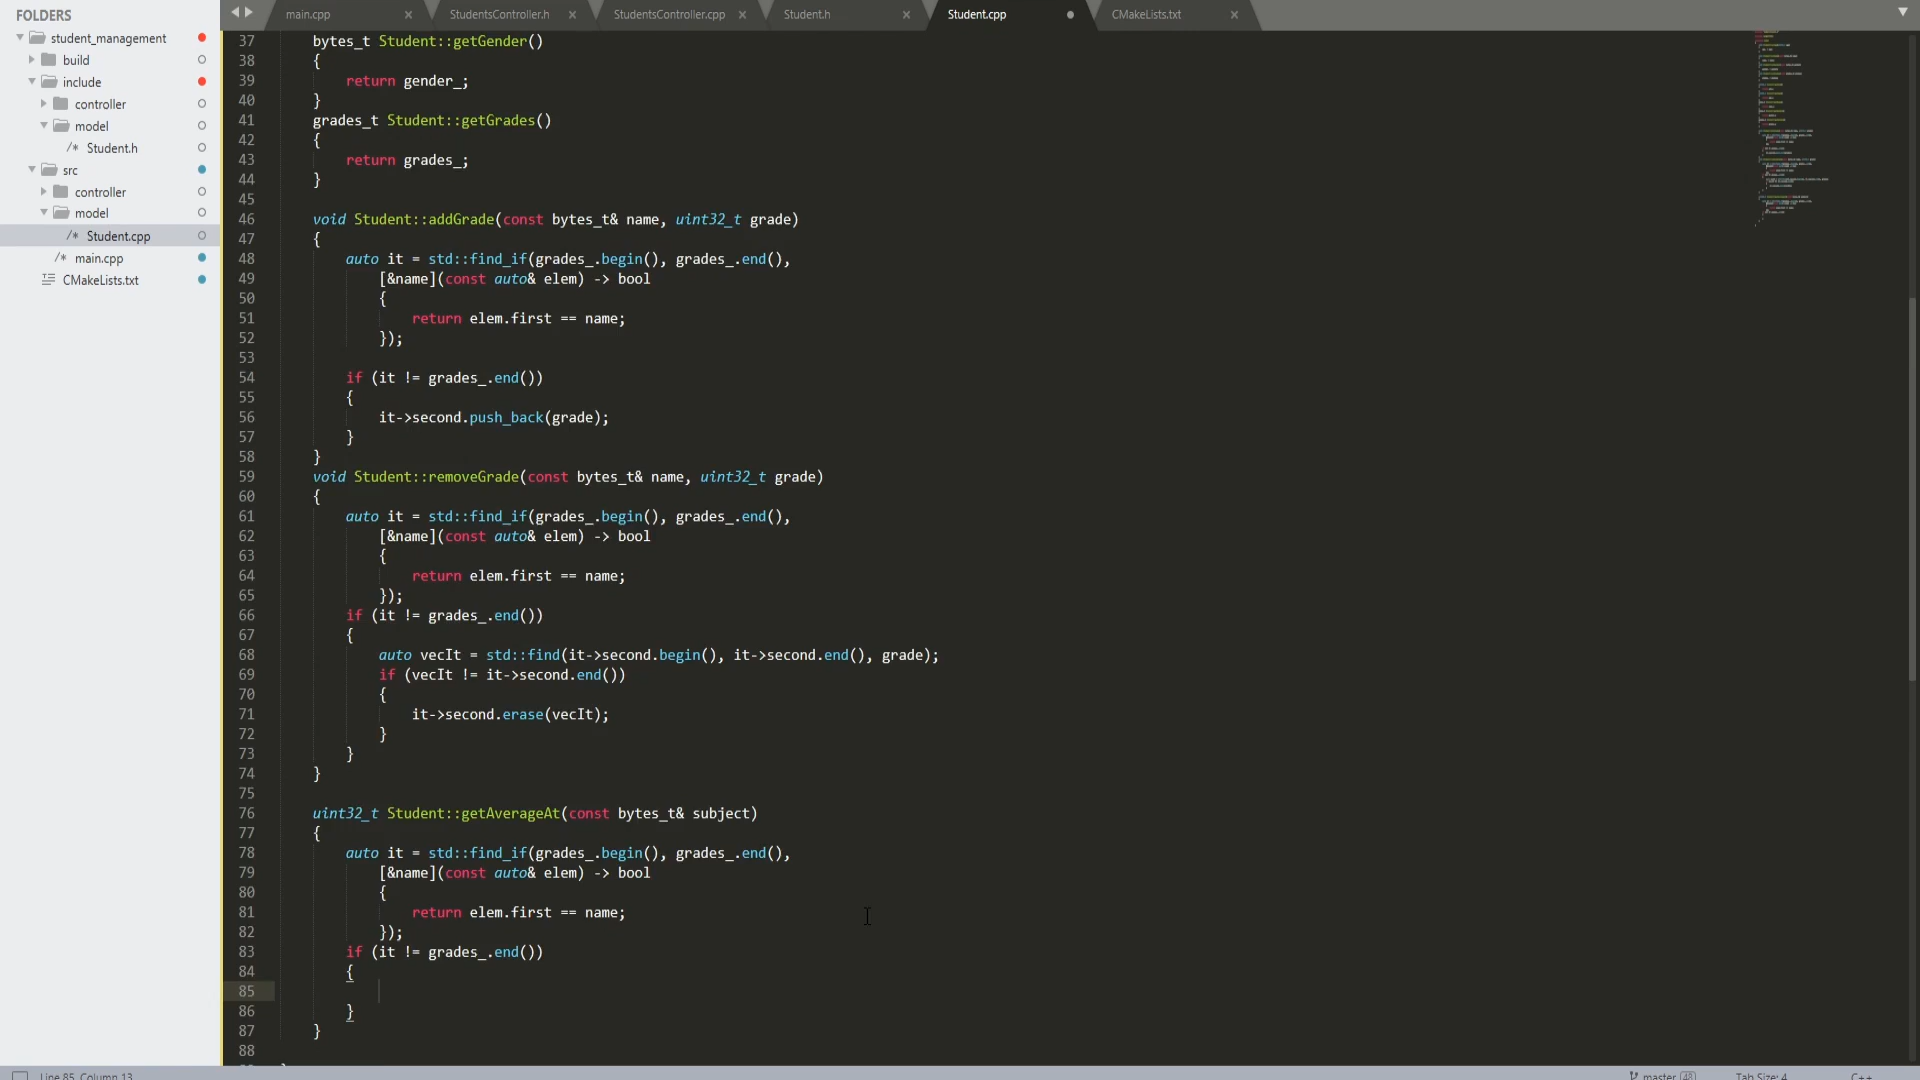 FOLDERS
student_management
build
include
controller
model
/* Student.h
src
controller
model
/* Student.cpp
/* main.cpp
CMakeLists.txt
main.cpp × StudentsController.h × StudentsController.cpp × Student.h × Student.cpp CMakeLists.txt ×
37 bytes_t Student::getGender()
38 {
39 return gender_;
40 }
41 grades_t Student::getGrades()
42 {
43 return grades_;
44 }
45
46 void Student::addGrade(const bytes_t& name, uint32_t grade)
47 {
48 auto it = std::find_if(grades_.begin(), grades_.end(),
49 [&name](const auto& elem) -> bool
50 {
51 return elem.first == name;
52 });
53
54 if (it != grades_.end())
55 {
56 it->second.push_back(grade);
57 }
58 }
59 void Student::removeGrade(const bytes_t& name, uint32_t grade)
60 {
61 auto it = std::find_if(grades_.begin(), grades_.end(),
62 [&name](const auto& elem) -> bool
63 {
64 return elem.first == name;
65 });
66 if (it != grades_.end())
67 {
68 auto vecIt = std::find(it->second.begin(), it->second.end(), grade);
69 if (vecIt != it->second.end())
70 {
71 it->second.erase(vecIt);
72 }
73 }
74 }
75
76 uint32_t Student::getAverageAt(const bytes_t& subject)
77 {
78 auto it = std::find_if(grades_.begin(), grades_.end(),
79 [&name](const auto& elem) -> bool
80 {
81 return elem.first == name;
82 });
83 if (it != grades_.end())
84 {
85
86 }
87 }
88
Line 85, Column 13 master 48 Tab Size: 4 C++